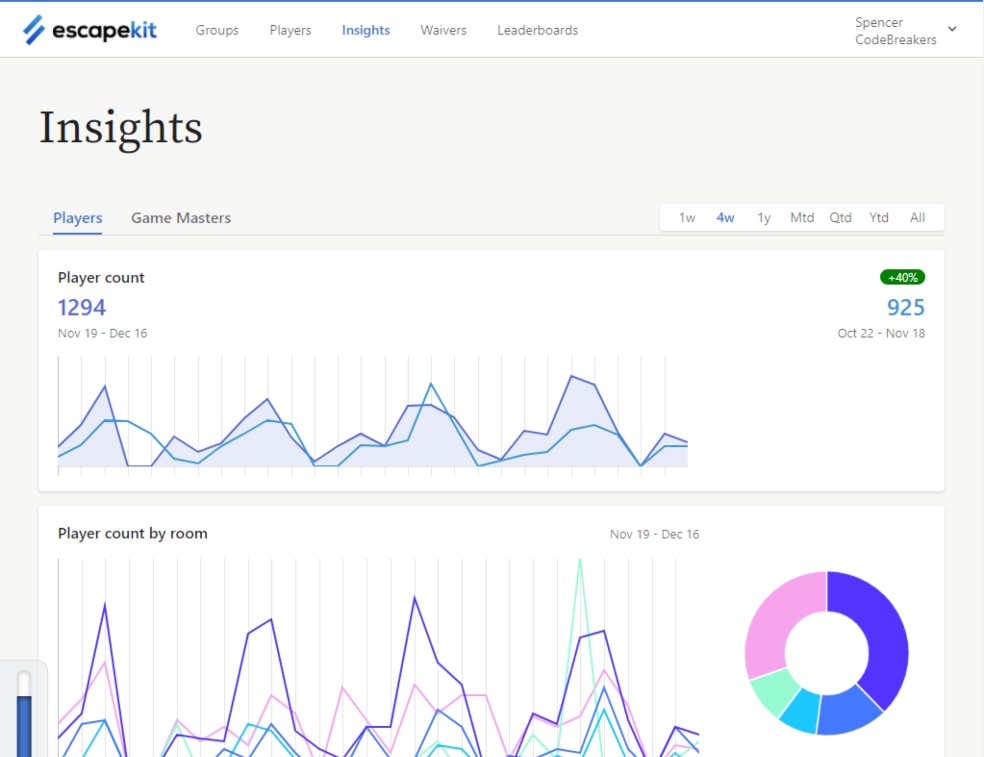 escapekit
Groups
Players
Insights
Waivers
Leaderboards
Spencer
CodeBreakers
Insights
Players
Game Masters
1w
4w
1y
Mtd
Qtd
Ytd
All
Player count
+40%
1294
925
Nov 19 - Dec 16
Oct 22 - Nov 18
Player count by room
Nov 19 - Dec 16